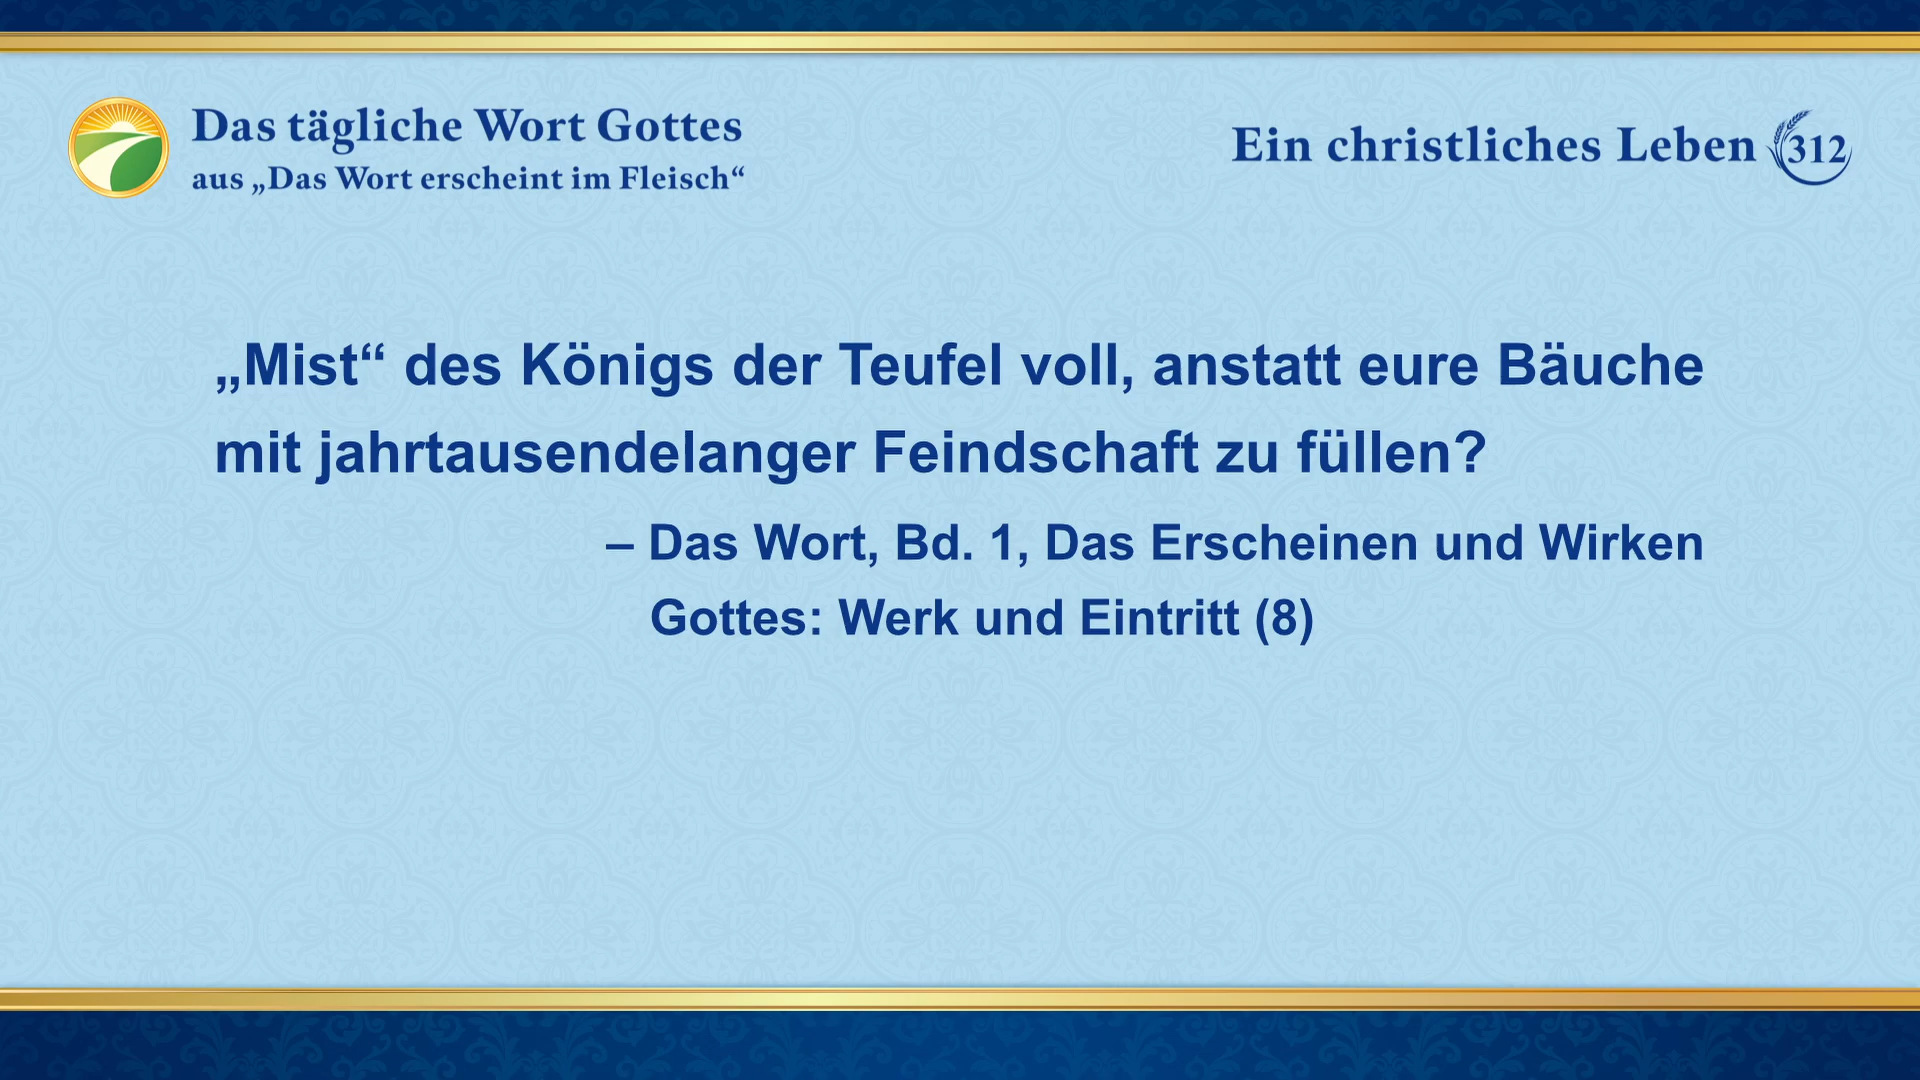 Das tägliche Wort Gottes
aus „Das Wort erscheint im Fleisch“
Ein christliches Leben 312
„Mist“ des Königs der Teufel voll, anstatt eure Bäuche
mit jahrtausendelanger Feindschaft zu füllen?
– Das Wort, Bd. 1, Das Erscheinen und Wirken
Gottes: Werk und Eintritt (8)